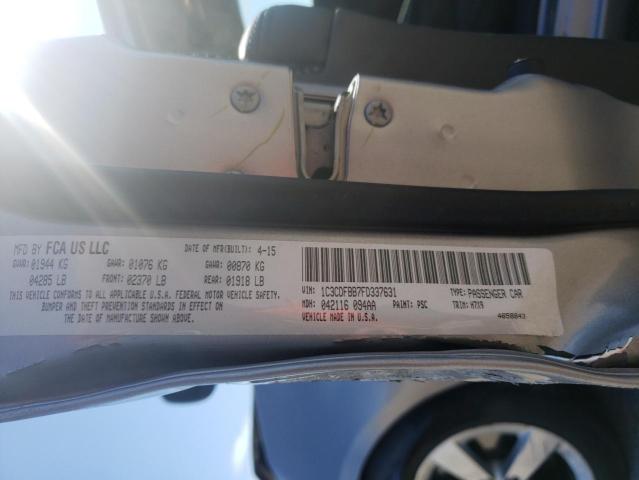 MFD BY FCA US LLC DATE OF MFR(BUILT): 4-15
GVWR: 01944 KG GAWR: 01076 KG GAWR: 00870 KG
04285 LB FRONT: 02370 LB REAR: 01918 LB
THIS VEHICLE CONFORMS TO ALL APPLICABLE U.S.A. FEDERAL MOTOR VEHICLE SAFETY,
BUMPER AND THEFT PREVENTION STANDARDS IN EFFECT ON
THE DATE OF MANUFACTURE SHOWN ABOVE.
VIN: 1C3CDFBB7FD337631 TYPE: PASSENGER CAR
MDH: 042116 094AA PAINT: PSC TRIM: H7X9
MADE IN U.S.A. 4658843